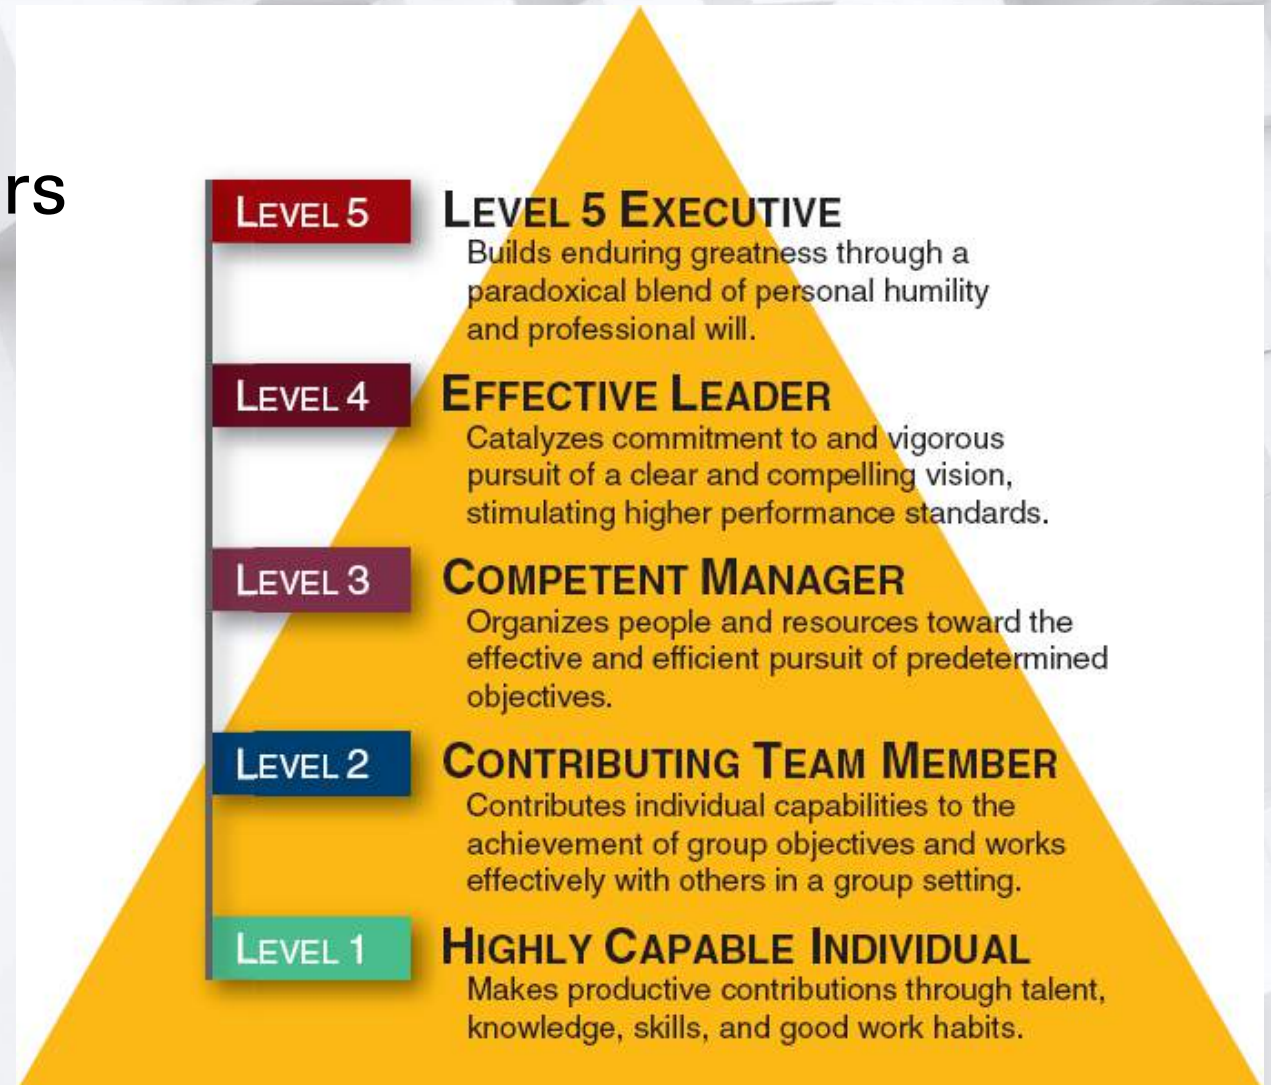 rs
LEVEL 5 LEVEL 5 EXECUTIVE
Builds enduring greatness through a
paradoxical blend of personal humility
and professional will.
LEVEL 4 EFFECTIVE LEADER
Catalyzes commitment to and vigorous
pursuit of a clear and compelling vision,
stimulating higher performance standards.
LEVEL 3 COMPETENT MANAGER
Organizes people and resources toward the
effective and efficient pursuit of predetermined
objectives.
LEVEL 2 CONTRIBUTING TEAM MEMBER
Contributes individual capabilities to the
achievement of group objectives and works
effectively with others in a group setting.
LEVEL 1 HIGHLY CAPABLE INDIVIDUAL
Makes productive contributions through talent,
knowledge, skills, and good work habits.